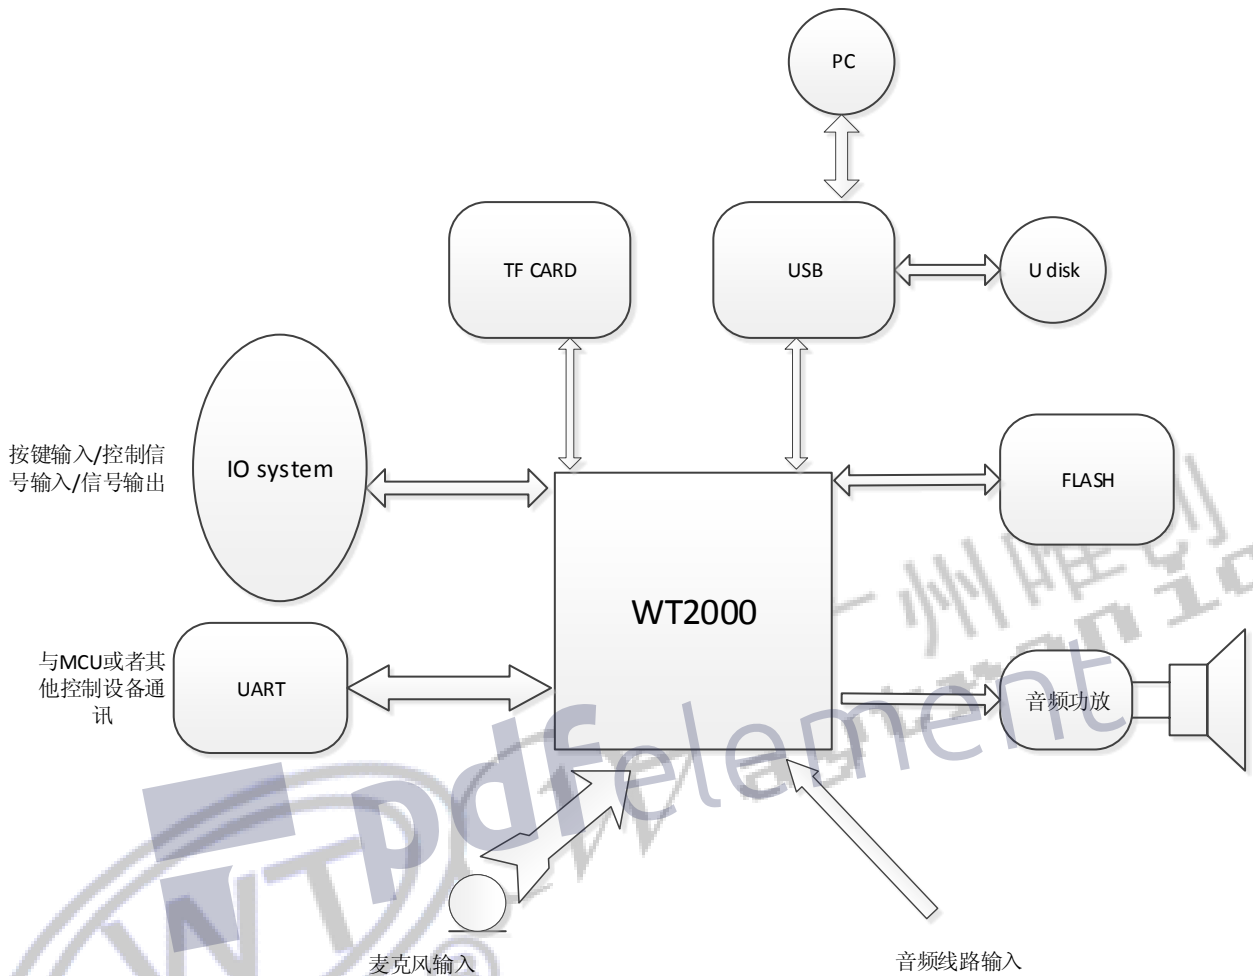 PC
TF CARD
USB
U disk
按键输入/控制信
号输入/信号输出
IO system
FLASH
WT2000
与MCU或者其
他控制设备通
讯
UART
音频功放
pdfelement
WT
麦克风输入
音频线路输入